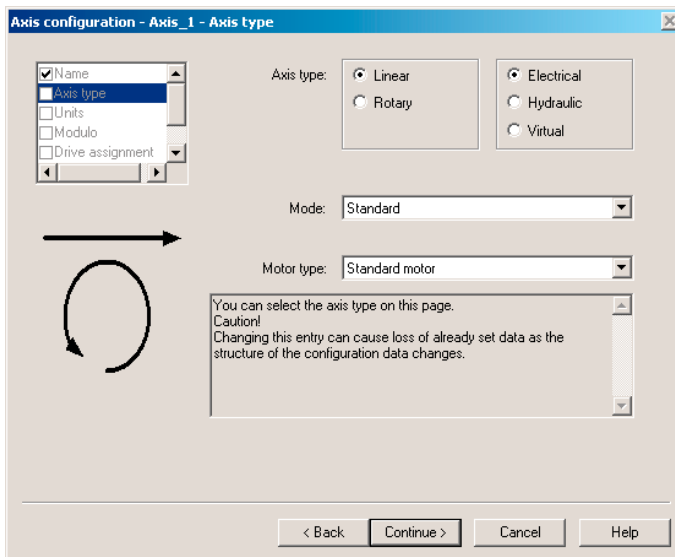 Axis configuration - Axis_1 - Axis type
Name
Axis type
Units
Modulo
Drive assignment
Axis type:
Linear
Rotary
Electrical
Hydraulic
Virtual
Mode:
Standard
Motor type:
Standard motor
You can select the axis type on this page.
Caution!
Changing this entry can cause loss of already set data as the
structure of the configuration data changes.
< Back
Continue >
Cancel
Help